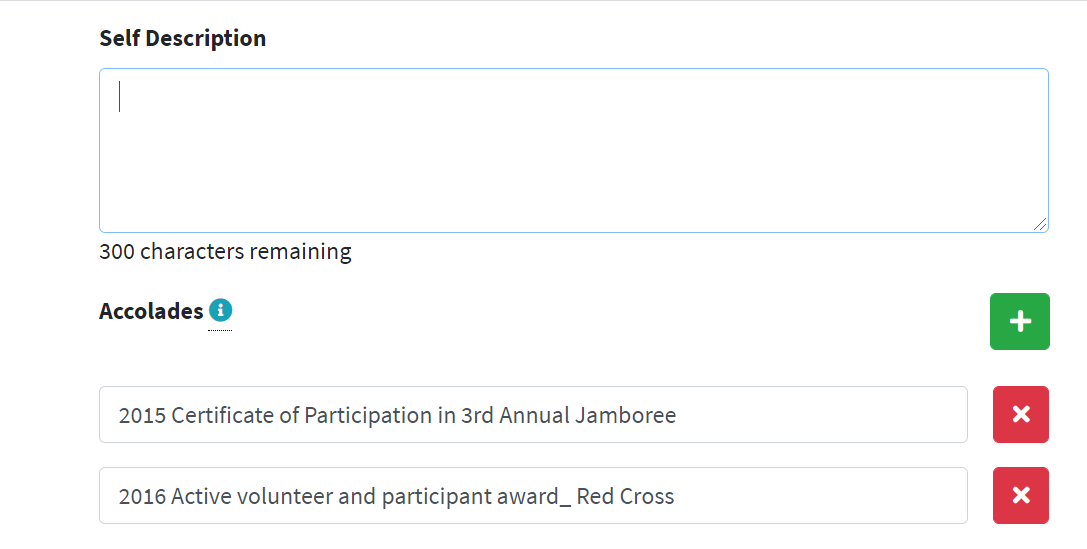 Self Description
300 characters remaining
Accolades
2015 Certificate of Participation in 3rd Annual Jamboree
2016 Active volunteer and participant award_ Red Cross